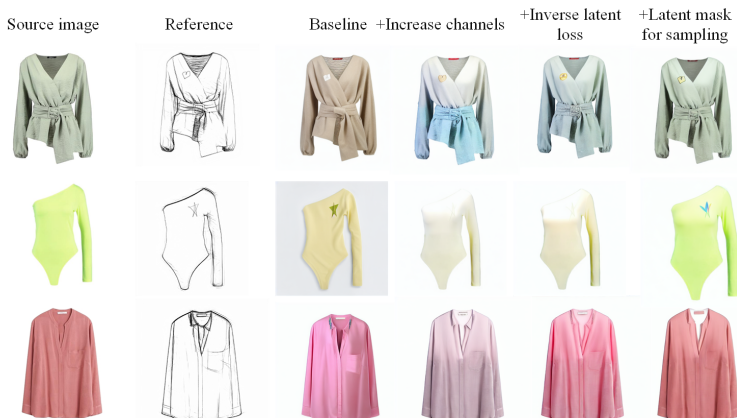 Source image
Reference
Baseline
+Increase channels
+Inverse latent
loss
+Latent mask
for sampling